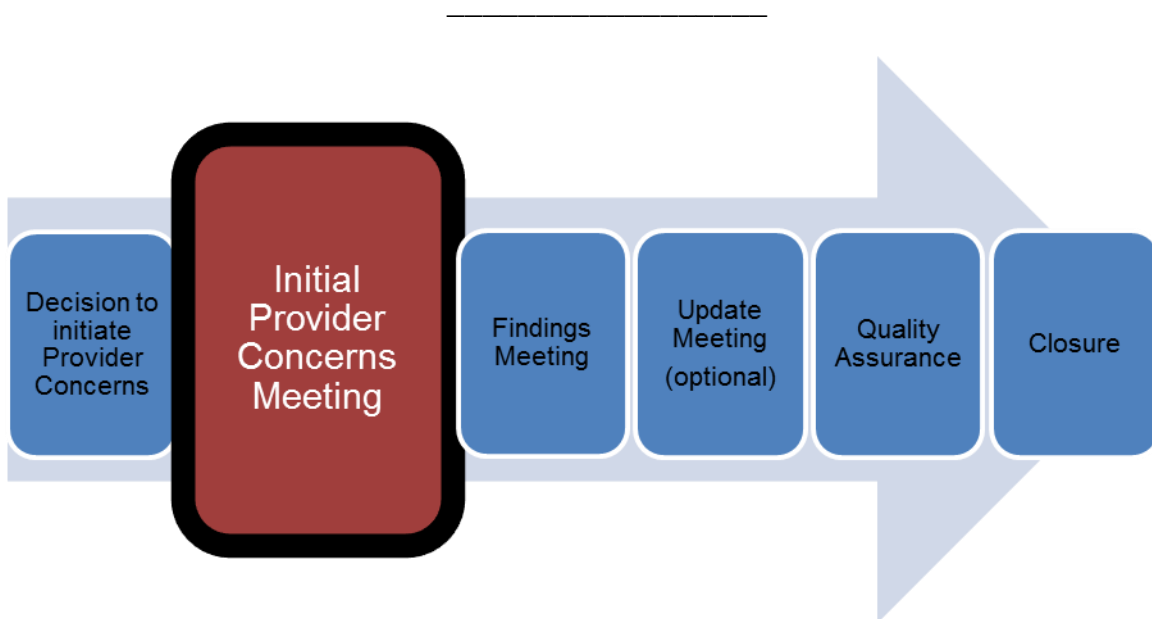 Decision to
initiate
Provider
Concerns
Initial
Provider
Concerns
Meeting
Findings
Meeting
Update
Meeting
(optional)
Quality
Assurance
Closure